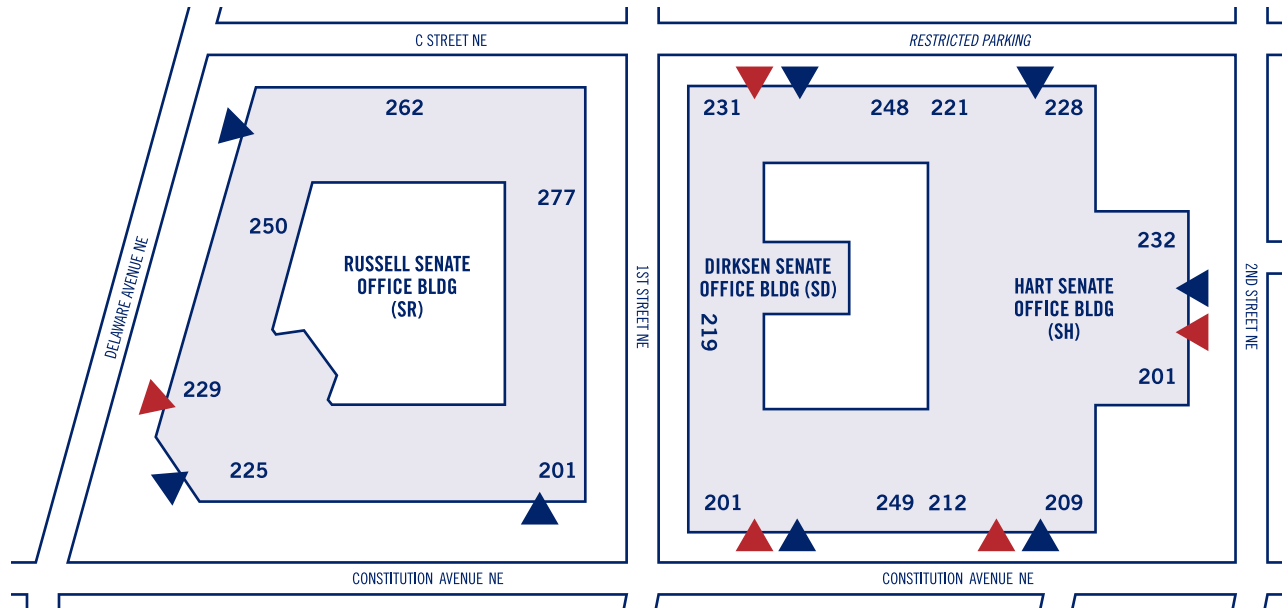 C STREET NE
RESTRICTED PARKING
262
231
248
221
228
277
250
232
DELAWARE AVENUE NE
RUSSELL SENATE
OFFICE BLDG
(SR)
1ST STREET NE
DIRKSEN SENATE
OFFICE BLDG (SD)
219
HART SENATE
OFFICE BLDG
(SH)
2ND STREET NE
229
201
225
201
201
249
212
209
CONSTITUTION AVENUE NE
CONSTITUTION AVENUE NE